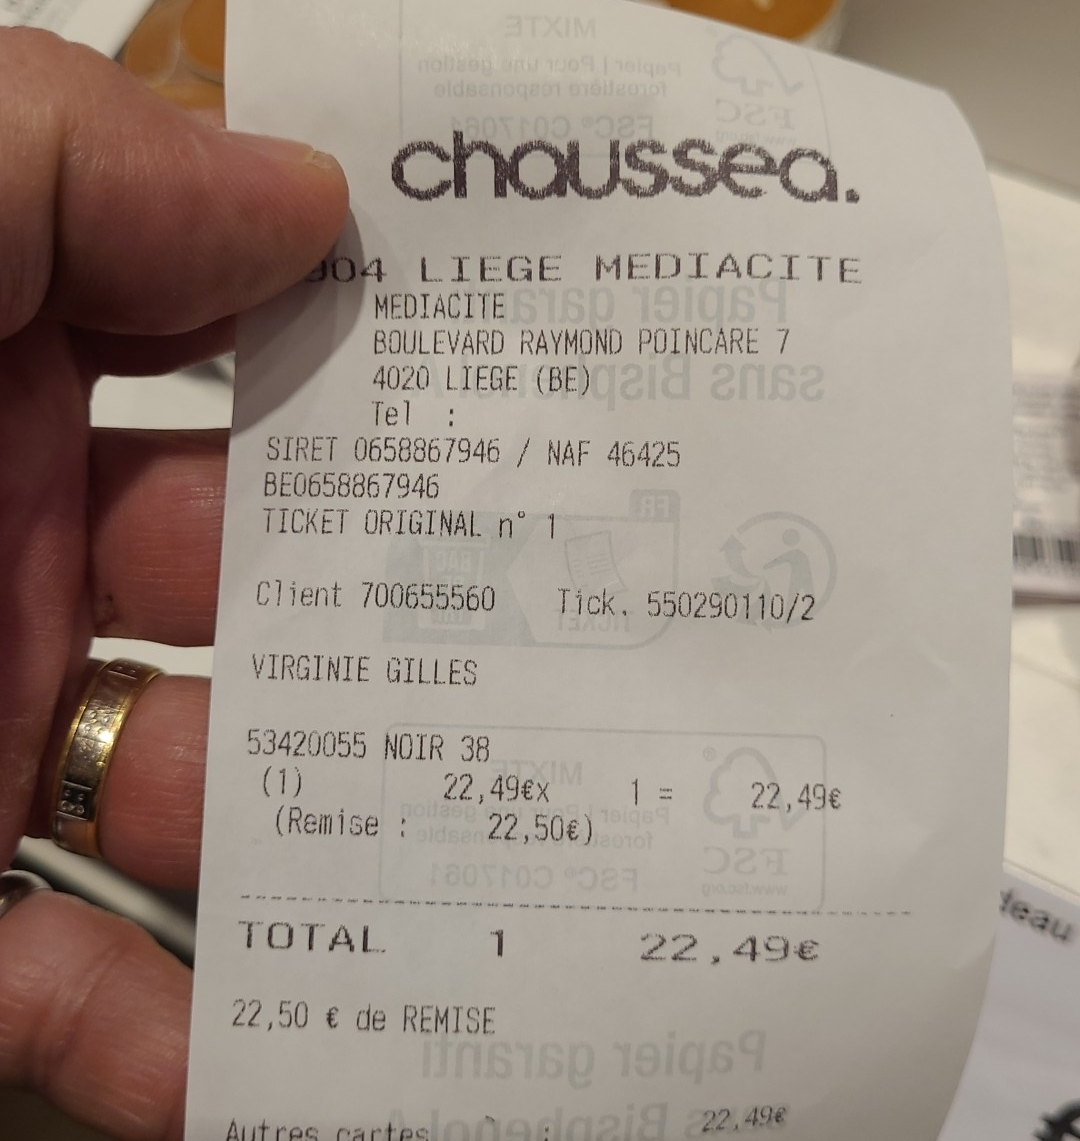 chaussea.
904 LIEGE MEDIACITE
MEDIACITE
BOULEVARD RAYMOND POINCARE 7
4020 LIEGE (BE)
Tel :
SIRET 0658867946 / NAF 46425
BE0658867946
TICKET ORIGINAL n° 1
Client 700655560 Tick. 550290110/2
VIRGINIE GILLES
53420055 NOIR 38
(1) 22,49€x 1 = 22,49€
(Remise : 22,50€)
TOTAL 1 22,49€
22,50 € de REMISE
Autres cartes : 22,49€